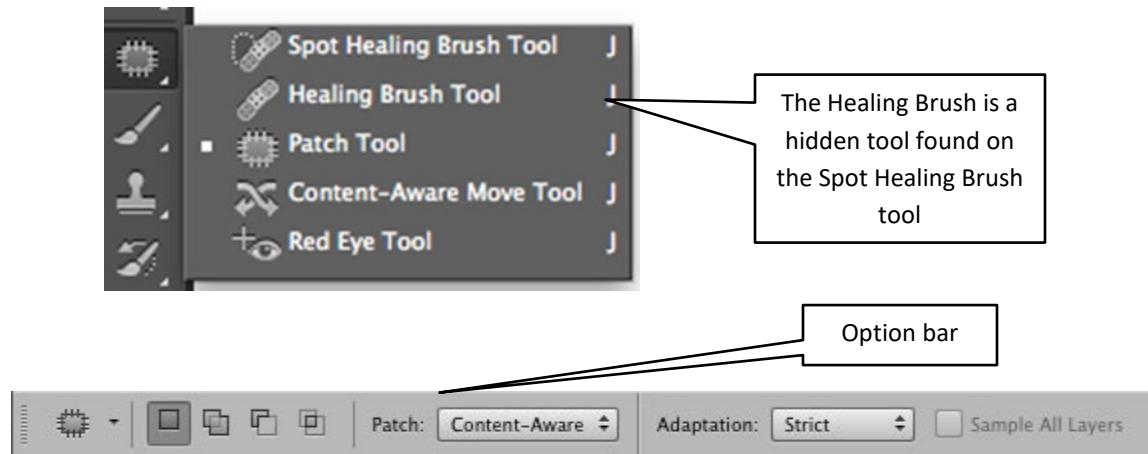 Spot Healing Brush Tool J
Healing Brush Tool J
Patch Tool J
Content-Aware Move Tool J
Red Eye Tool J
The Healing Brush is a
hidden tool found on
the Spot Healing Brush
tool
Option bar
Patch: Content-Aware Adaptation: Strict Sample All Layers